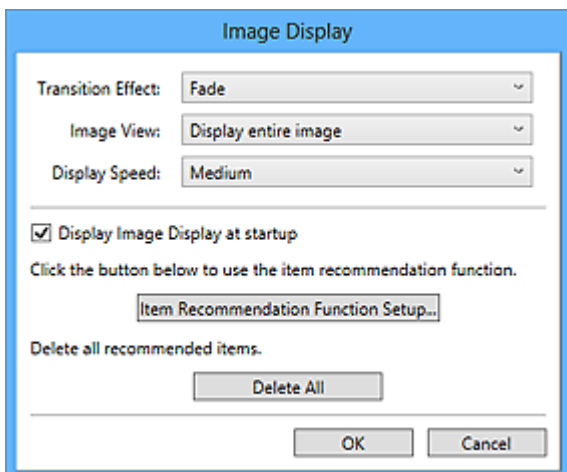 Image Display
Transition Effect: Fade
Image View: Display entire image
Display Speed: Medium
Display Image Display at startup
Click the button below to use the item recommendation function.
Item Recommendation Function Setup...
Delete all recommended items.
Delete All
OK Cancel